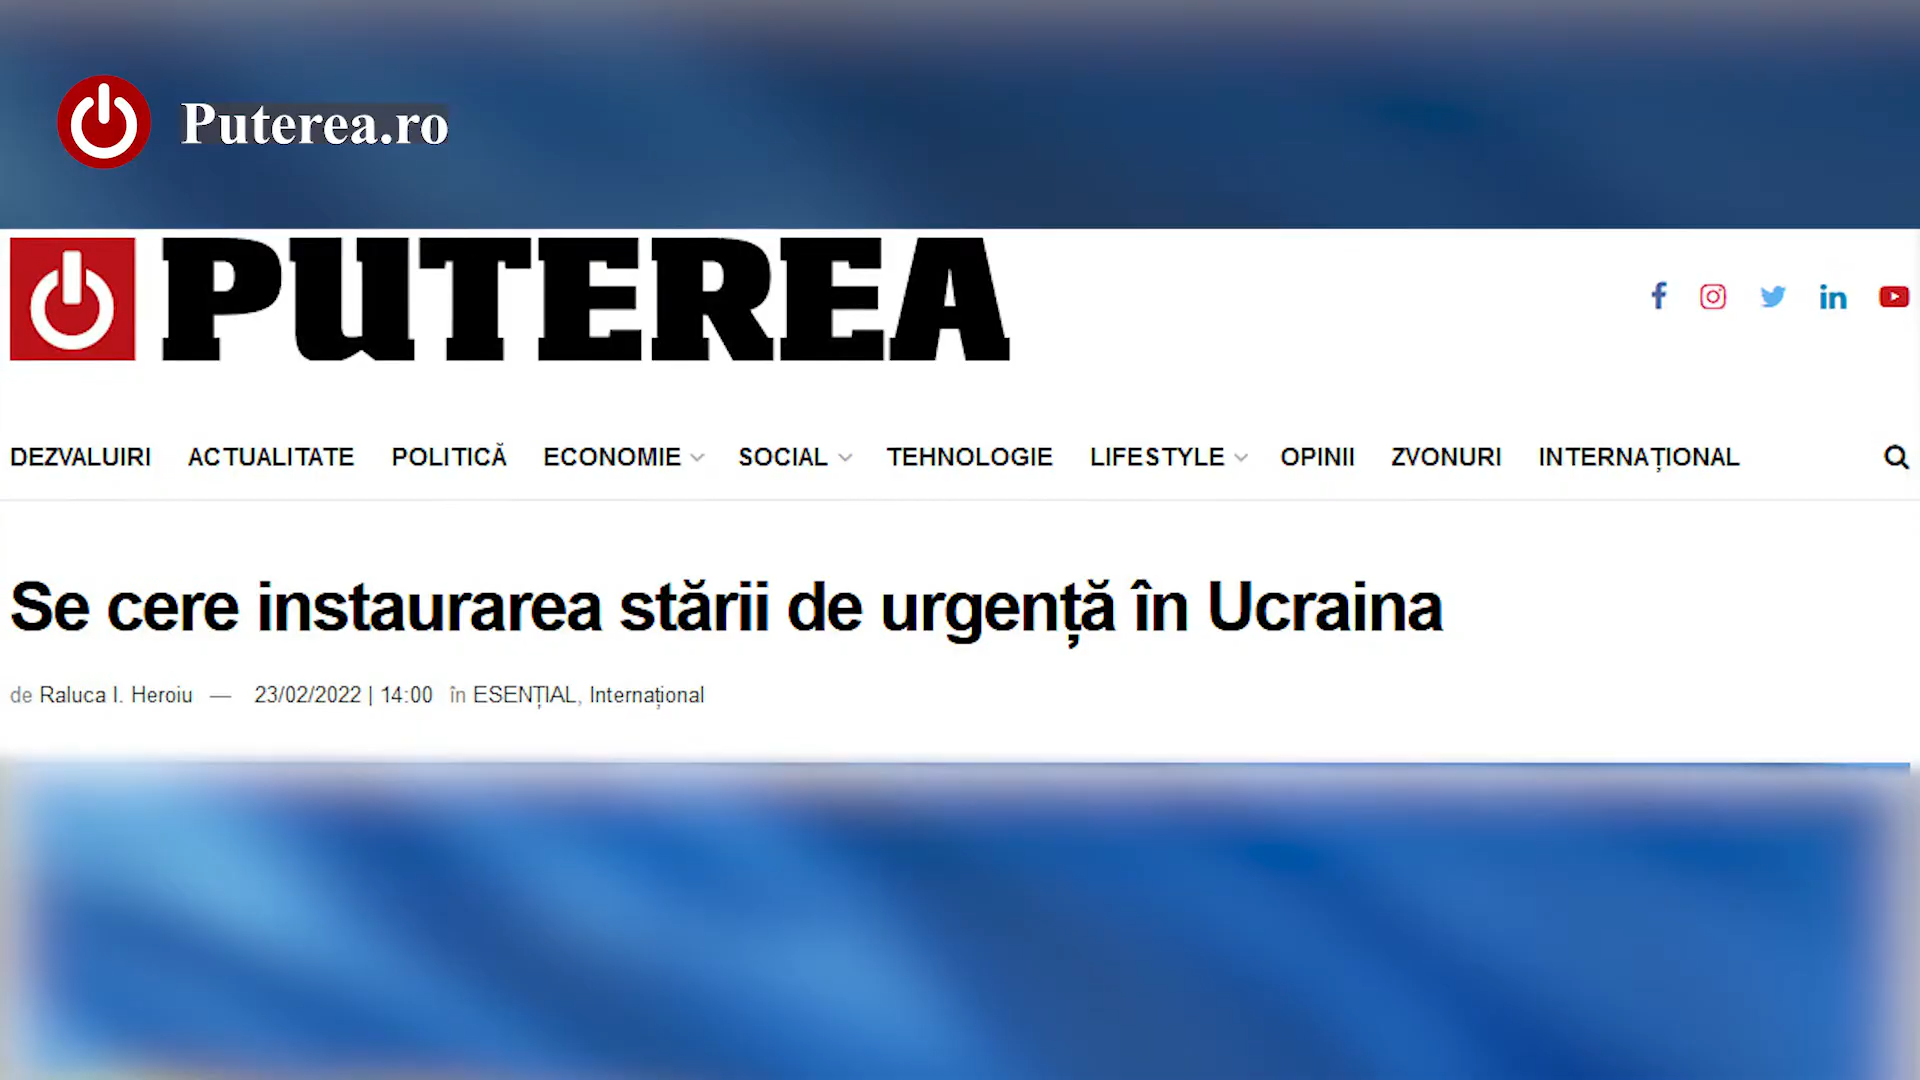 Puterea.ro
PUTEREA
DEZVALUIRI ACTUALITATE POLITICĂ ECONOMIE SOCIAL TEHNOLOGIE LIFESTYLE OPINII ZVONURI INTERNAȚIONAL
Se cere instaurarea stării de urgență în Ucraina
de Raluca I. Heroiu — 23/02/2022 | 14:00 în ESENȚIAL, Internațional